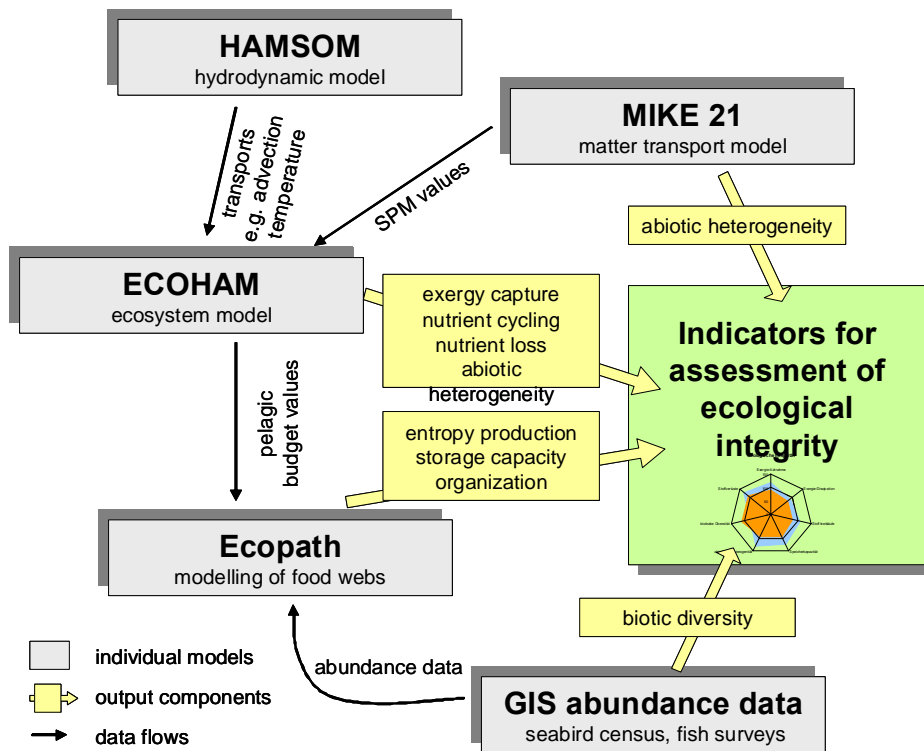 HAMSOM
hydrodynamic model
MIKE 21
matter transport model
transports
e.g. advection
temperature
SPM values
abiotic heterogeneity
ECOHAM
ecosystem model
exergy capture
nutrient cycling
nutrient loss
abiotic
heterogeneity
Indicators for
assessment of
ecological
integrity
pelagic
budget values
entropy production
storage capacity
organization
Ecopath
modelling of food webs
biotic diversity
individual models
output components
data flows
abundance data
GIS abundance data
seabird census, fish surveys